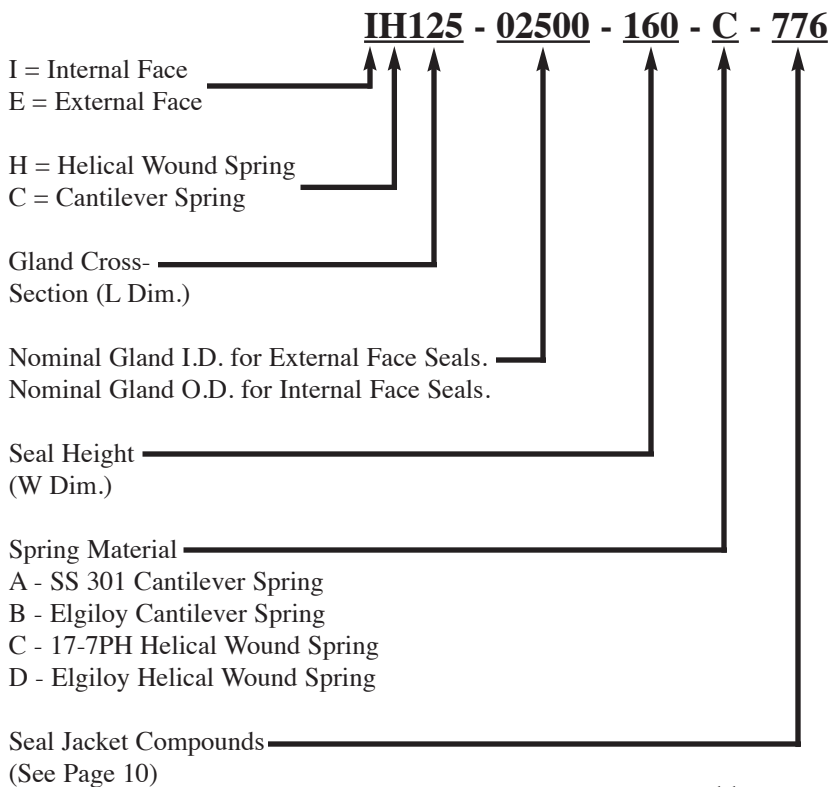 IH125 - 02500 - 160 - C - 776
I = Internal Face
E = External Face
H = Helical Wound Spring
C = Cantilever Spring
Gland Cross-
Section (L Dim.)
Nominal Gland I.D. for External Face Seals.
Nominal Gland O.D. for Internal Face Seals.
Seal Height
(W Dim.)
Spring Material
A - SS 301 Cantilever Spring
B - Elgiloy Cantilever Spring
C - 17-7PH Helical Wound Spring
D - Elgiloy Helical Wound Spring
Seal Jacket Compounds
(See Page 10)